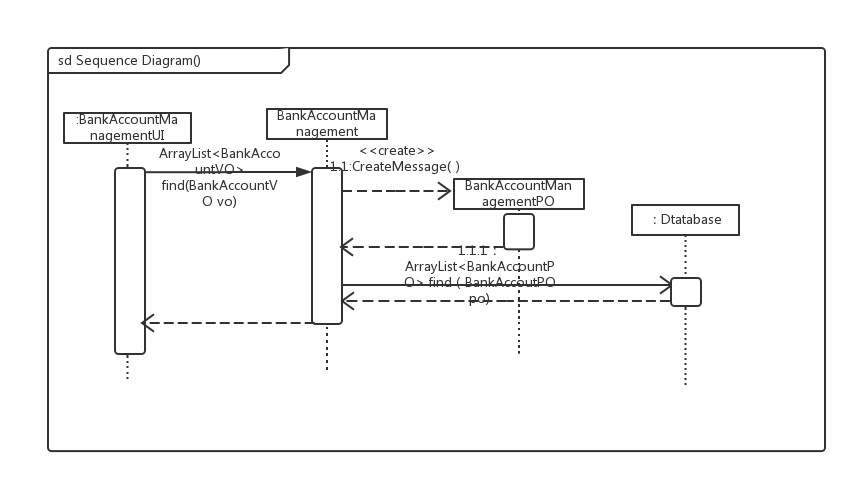 sd Sequence Diagram()
:BankAccountMa
nagementUI
BankAccountMa
nagement
ArrayList<BankAcco
untVO>
find(BankAccountV
O vo)
<<create>>
1.1:CreateMessage( )
BankAccountMan
agementPO
: Dtatabase
1.1.1 :
ArrayList<BankAccountP
O> find ( BankAccoutPO
po)